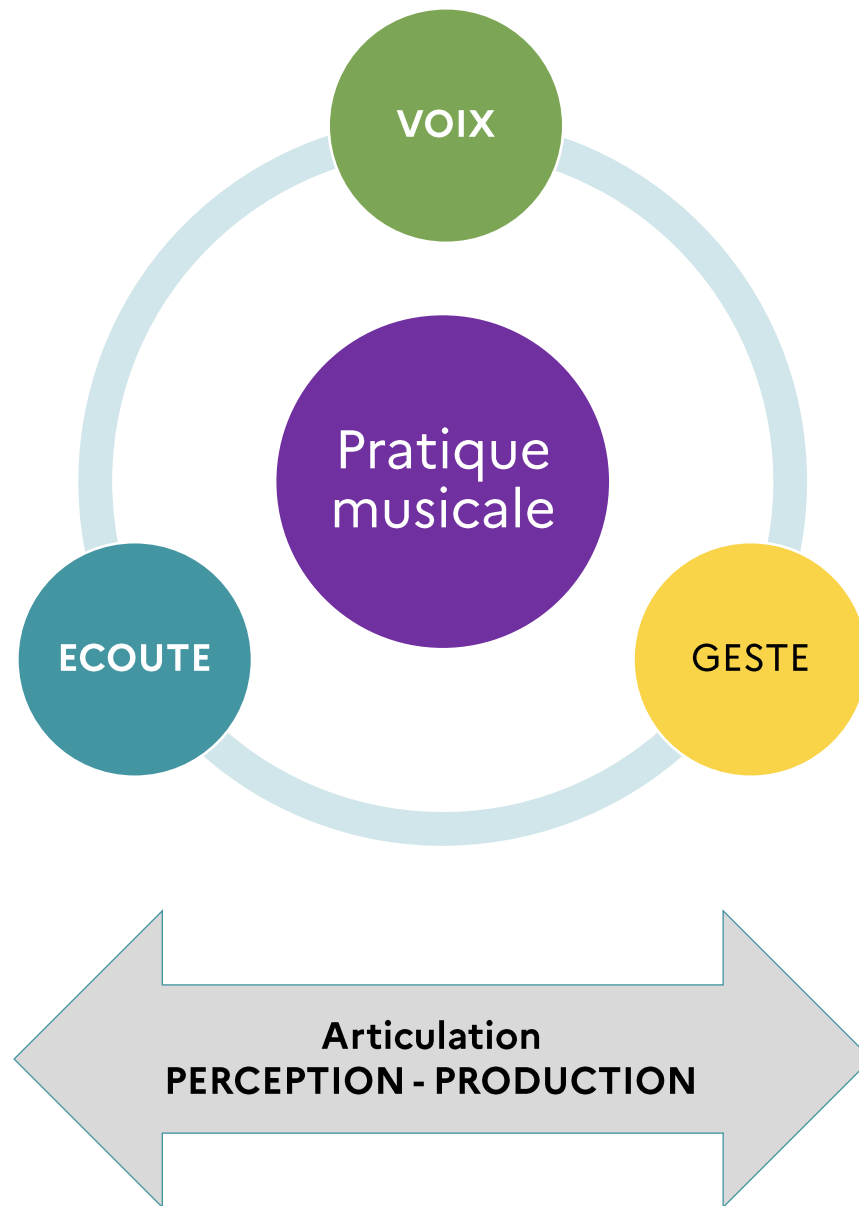 VOIX
Pratique
musicale
ECOUTE
GESTE
Articulation
PERCEPTION - PRODUCTION